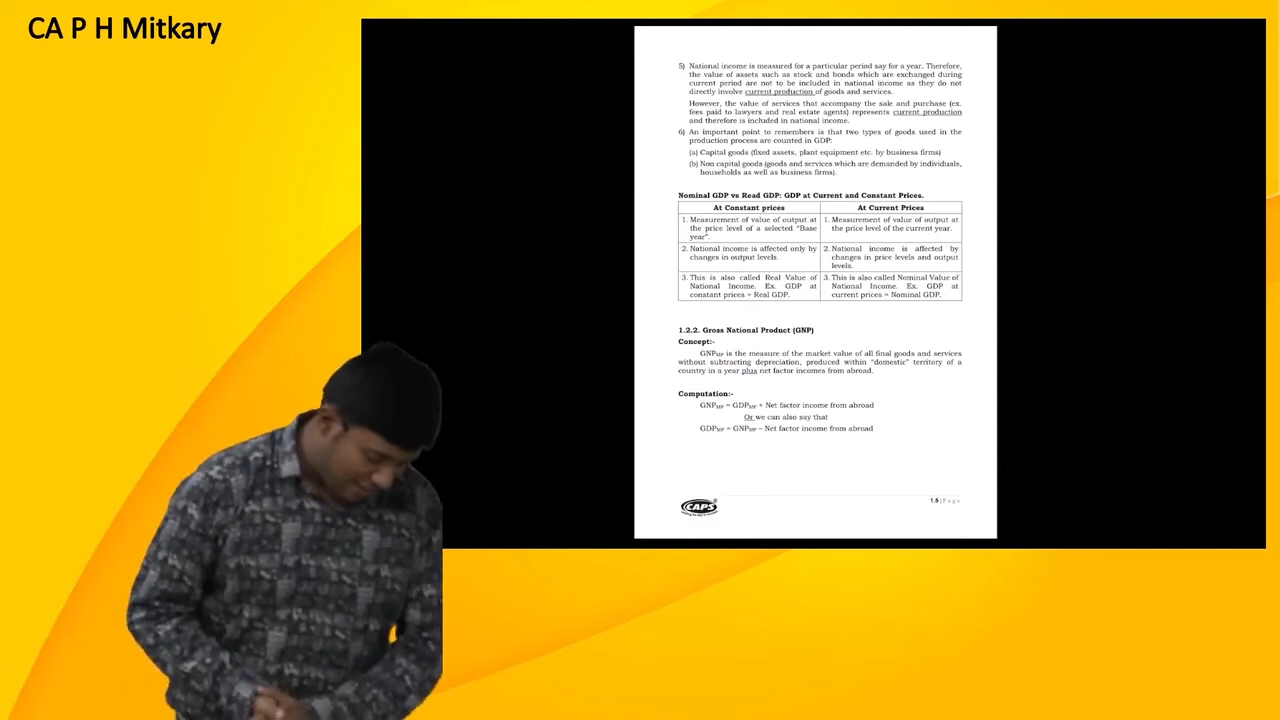 CA P H Mitkary
5) National income is measured for a particular period say for a year. Therefore,
the value of assets such as stock and bonds which are exchanged during
current period are not to be included in national income as they do not
directly involve current production of goods and services.
However, the value of services that accompany the sale and purchase (ex.
fees paid to lawyers and real estate agents) represents current production
and therefore is included in national income.
6) An important point to remembers is that two types of goods used in the
production process are counted in GDP:
(a) Capital goods (fixed assets, plant equipment etc. by business firms)
(b) Non capital goods (goods and services which are demanded by individuals,
households as well as business firms).
Nominal GDP vs Read GDP: GDP at Current and Constant Prices.
At Constant prices
At Current Prices
1. Measurement of value of output at
the price level of a selected “Base
year”.
1. Measurement of value of output at
the price level of the current year.
2. National income is affected only by
changes in output levels.
2. National income is affected by
changes in price levels and output
levels.
3. This is also called Real Value of
National Income. Ex. GDP at
constant prices = Real GDP.
3. This is also called Nominal Value of
National Income. Ex. GDP at
current prices = Nominal GDP.
1.2.2. Gross National Product (GNP)
Concept:-
GNPMP is the measure of the market value of all final goods and services
without subtracting depreciation, produced within “domestic” territory of a
country in a year plus net factor incomes from abroad.
Computation:-
GNPMP = GDPMP + Net factor income from abroad
Or we can also say that
GDPMP = GNPMP – Net factor income from abroad
CAPS
1.5 | Page